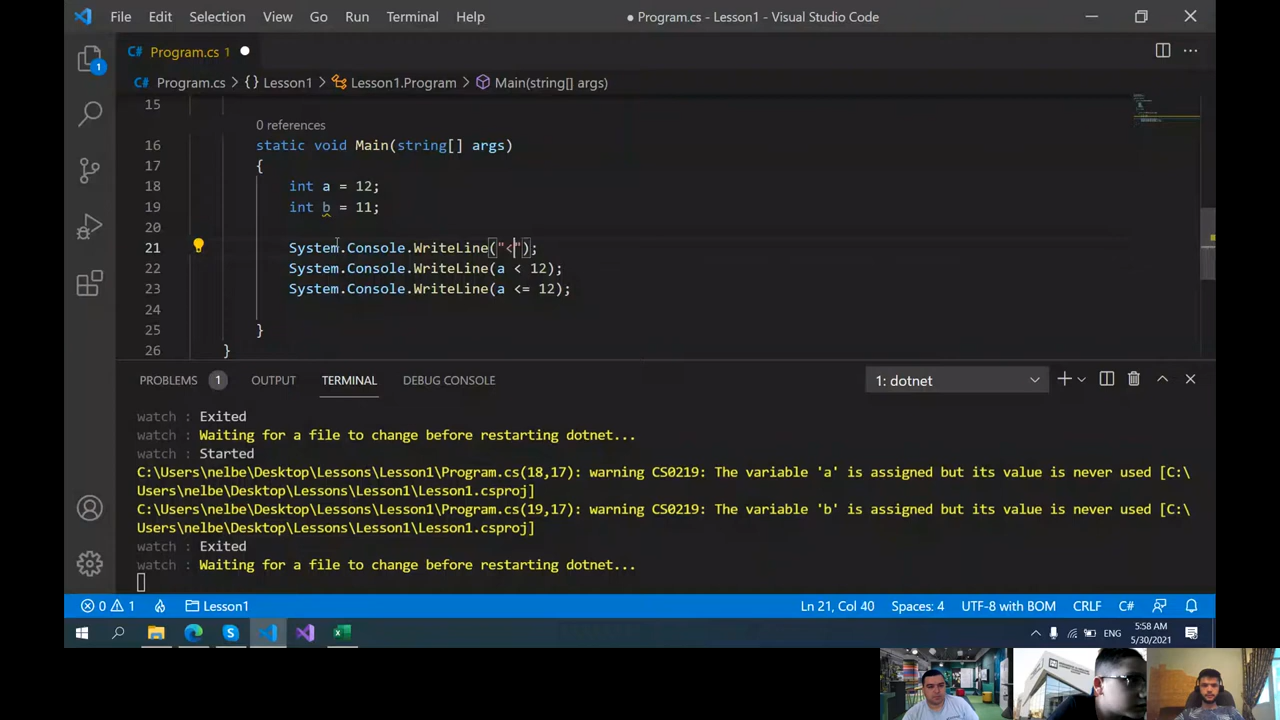 File Edit Selection View Go Run Terminal Help
● Program.cs - Lesson1 - Visual Studio Code
C# Program.cs 1 ●
C# Program.cs > {} Lesson1 > Lesson1.Program > Main(string[] args)
15
0 references
16 static void Main(string[] args)
17 {
18 int a = 12;
19 int b = 11;
20
21 System.Console.WriteLine("<");
22 System.Console.WriteLine(a < 12);
23 System.Console.WriteLine(a <= 12);
24
25 }
26 }
PROBLEMS 1 OUTPUT TERMINAL DEBUG CONSOLE 1: dotnet
watch : Exited
watch : Waiting for a file to change before restarting dotnet...
watch : Started
C:\Users\nelbe\Desktop\Lessons\Lesson1\Program.cs(18,17): warning CS0219: The variable 'a' is assigned but its value is never used [C:\
Users\nelbe\Desktop\Lessons\Lesson1\Lesson1.csproj]
C:\Users\nelbe\Desktop\Lessons\Lesson1\Program.cs(19,17): warning CS0219: The variable 'b' is assigned but its value is never used [C:\
Users\nelbe\Desktop\Lessons\Lesson1\Lesson1.csproj]
watch : Exited
watch : Waiting for a file to change before restarting dotnet...
1
0 1 Lesson1 Ln 21, Col 40 Spaces: 4 UTF-8 with BOM CRLF C#
ENG 5:58 AM
5/30/2021